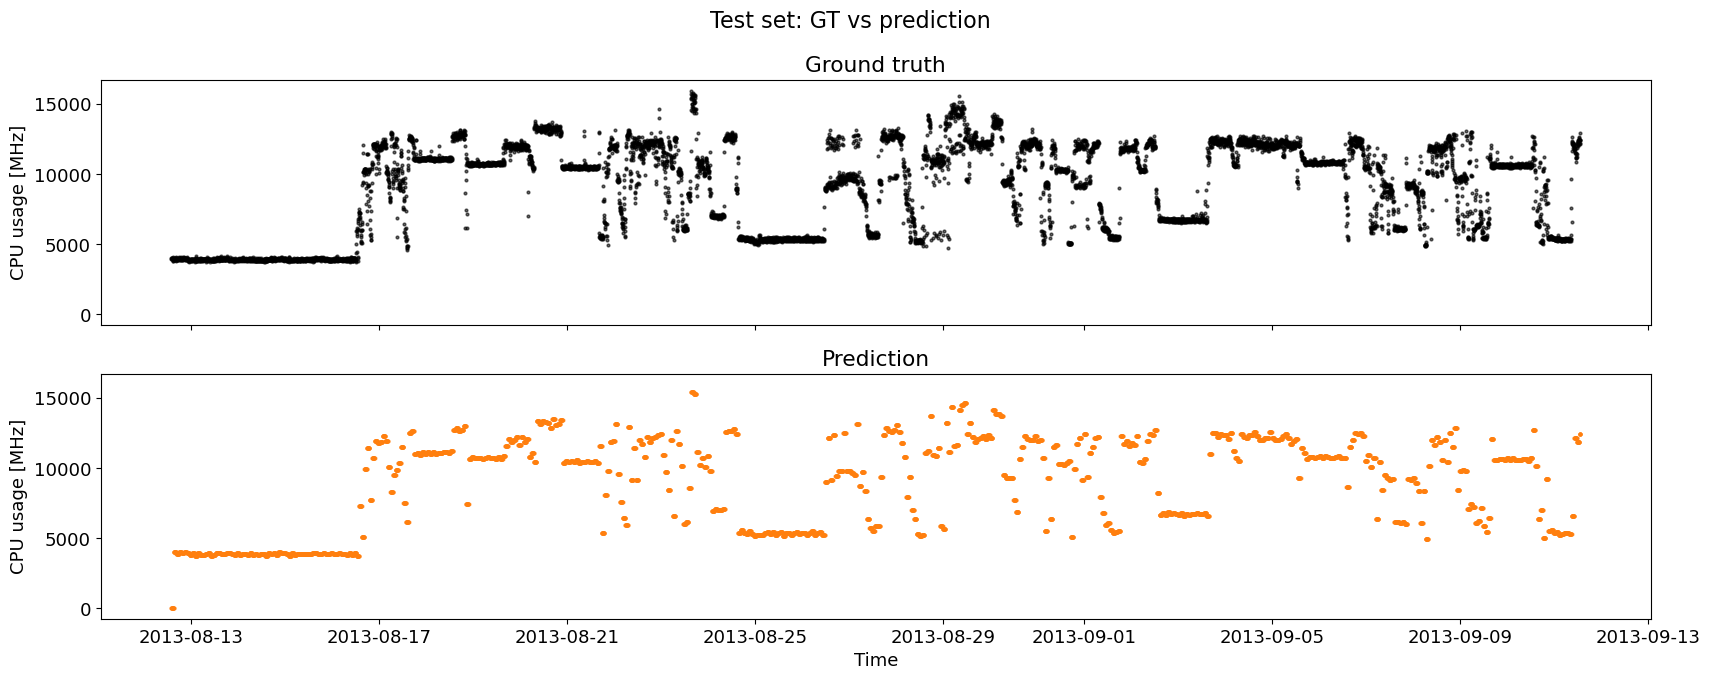 Test set: GT vs prediction
Ground truth
CPU usage [MHz]
15000
10000
5000
0
Prediction
CPU usage [MHz]
15000
10000
5000
0
2013-08-13 2013-08-17 2013-08-21 2013-08-25 2013-08-29 2013-09-01 2013-09-05 2013-09-09 2013-09-13
Time